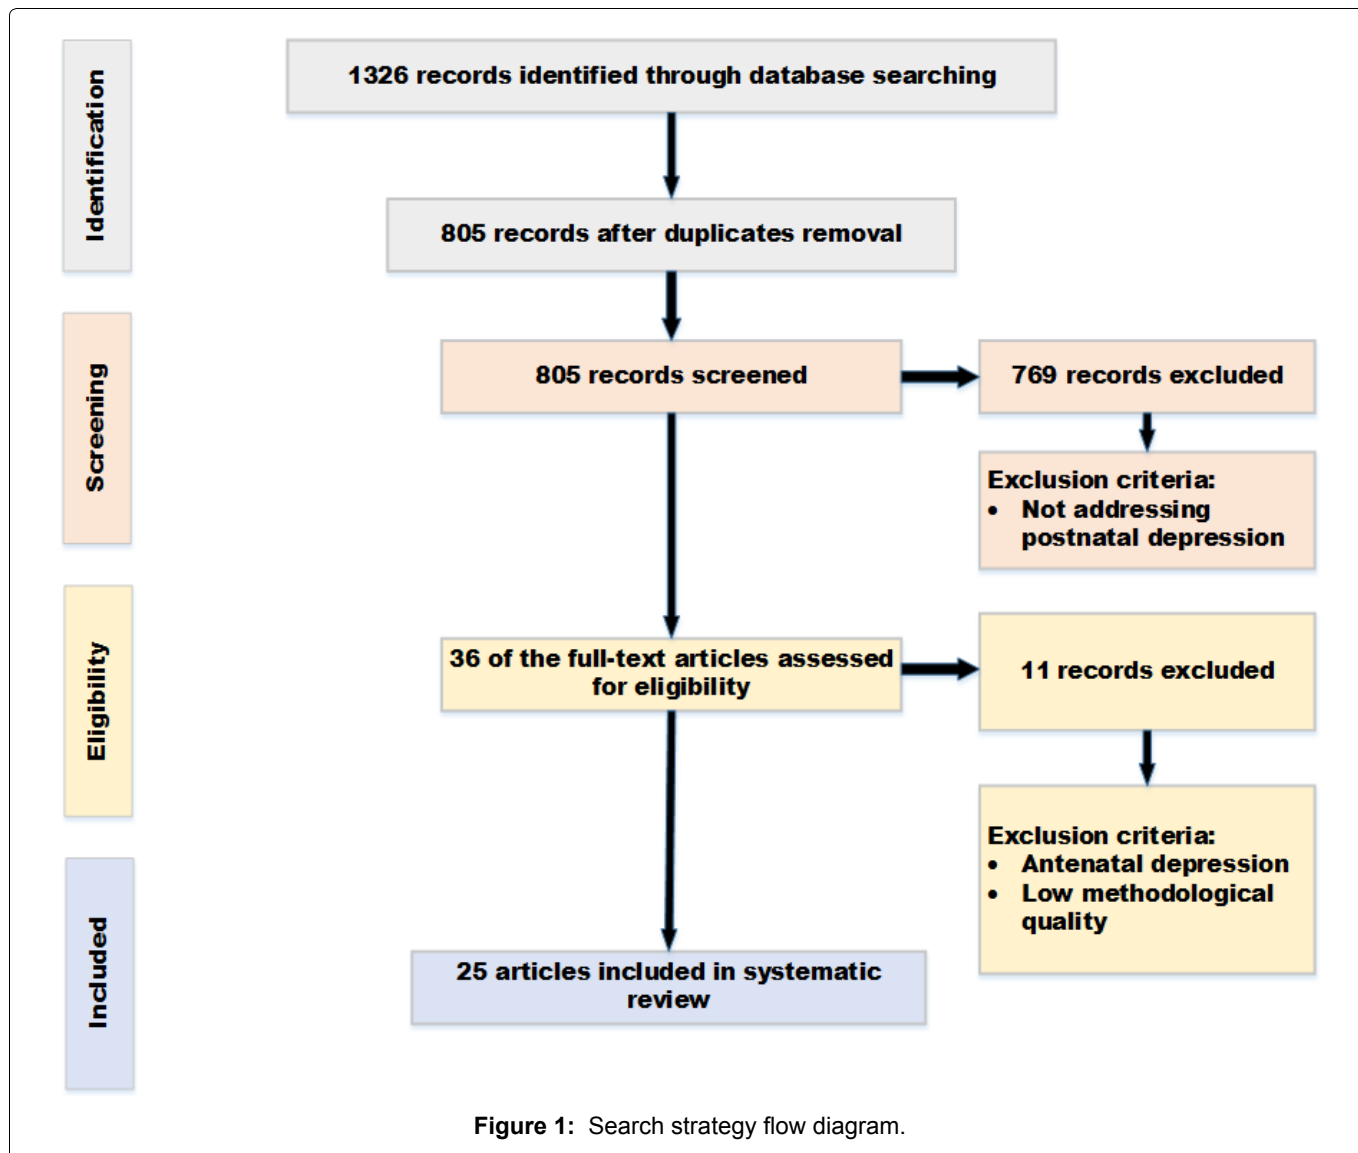 Identification
1326 records identified through database searching
805 records after duplicates removal
Screening
805 records screened
769 records excluded
Exclusion criteria:
• Not addressing
postnatal depression
Eligibility
36 of the full-text articles assessed
for eligibility
11 records excluded
Exclusion criteria:
• Antenatal depression
• Low methodological
quality
Included
25 articles included in systematic
review
Figure 1: Search strategy flow diagram.